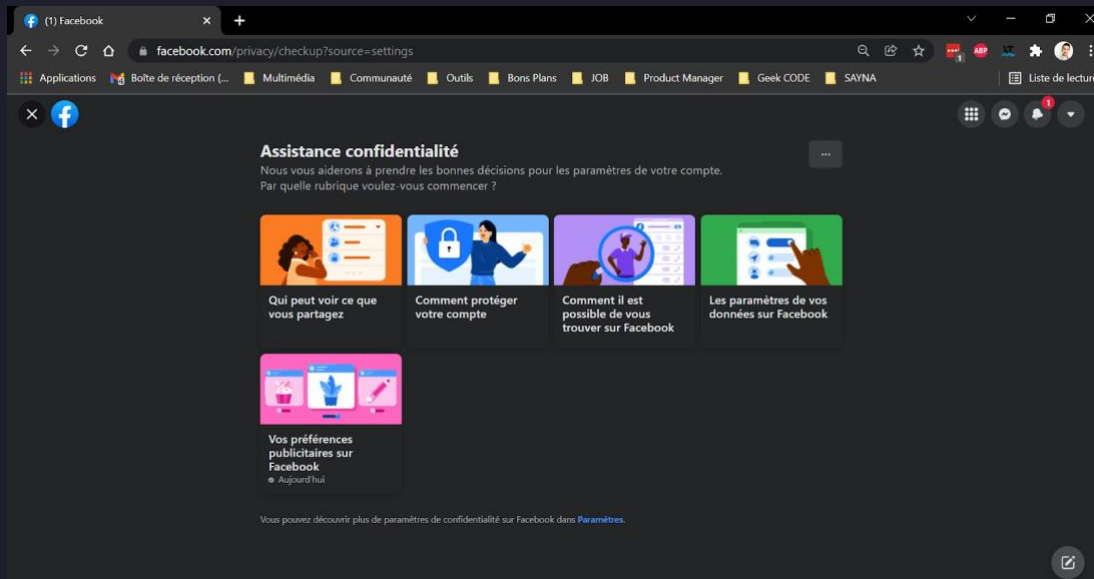 (1) Facebook
facebook.com/privacy/checkup?source=settings
ABP
1
Applications
Boîte de réception (...
Multimédia
Communauté
Outils
Bons Plans
JOB
Product Manager
Geek CODE
SAYNA
Liste de lecture
1
Assistance confidentialité
Nous vous aiderons à prendre les bonnes décisions pour les paramètres de votre compte.
Par quelle rubrique voulez-vous commencer ?
Qui peut voir ce que
vous partagez
Comment protéger
votre compte
Comment il est
possible de vous
trouver sur Facebook
Les paramètres de vos
données sur Facebook
Vos préférences
publicitaires sur
Facebook
Aujourd'hui
Vous pouvez découvrir plus de paramètres de confidentialité sur Facebook dans Paramètres.